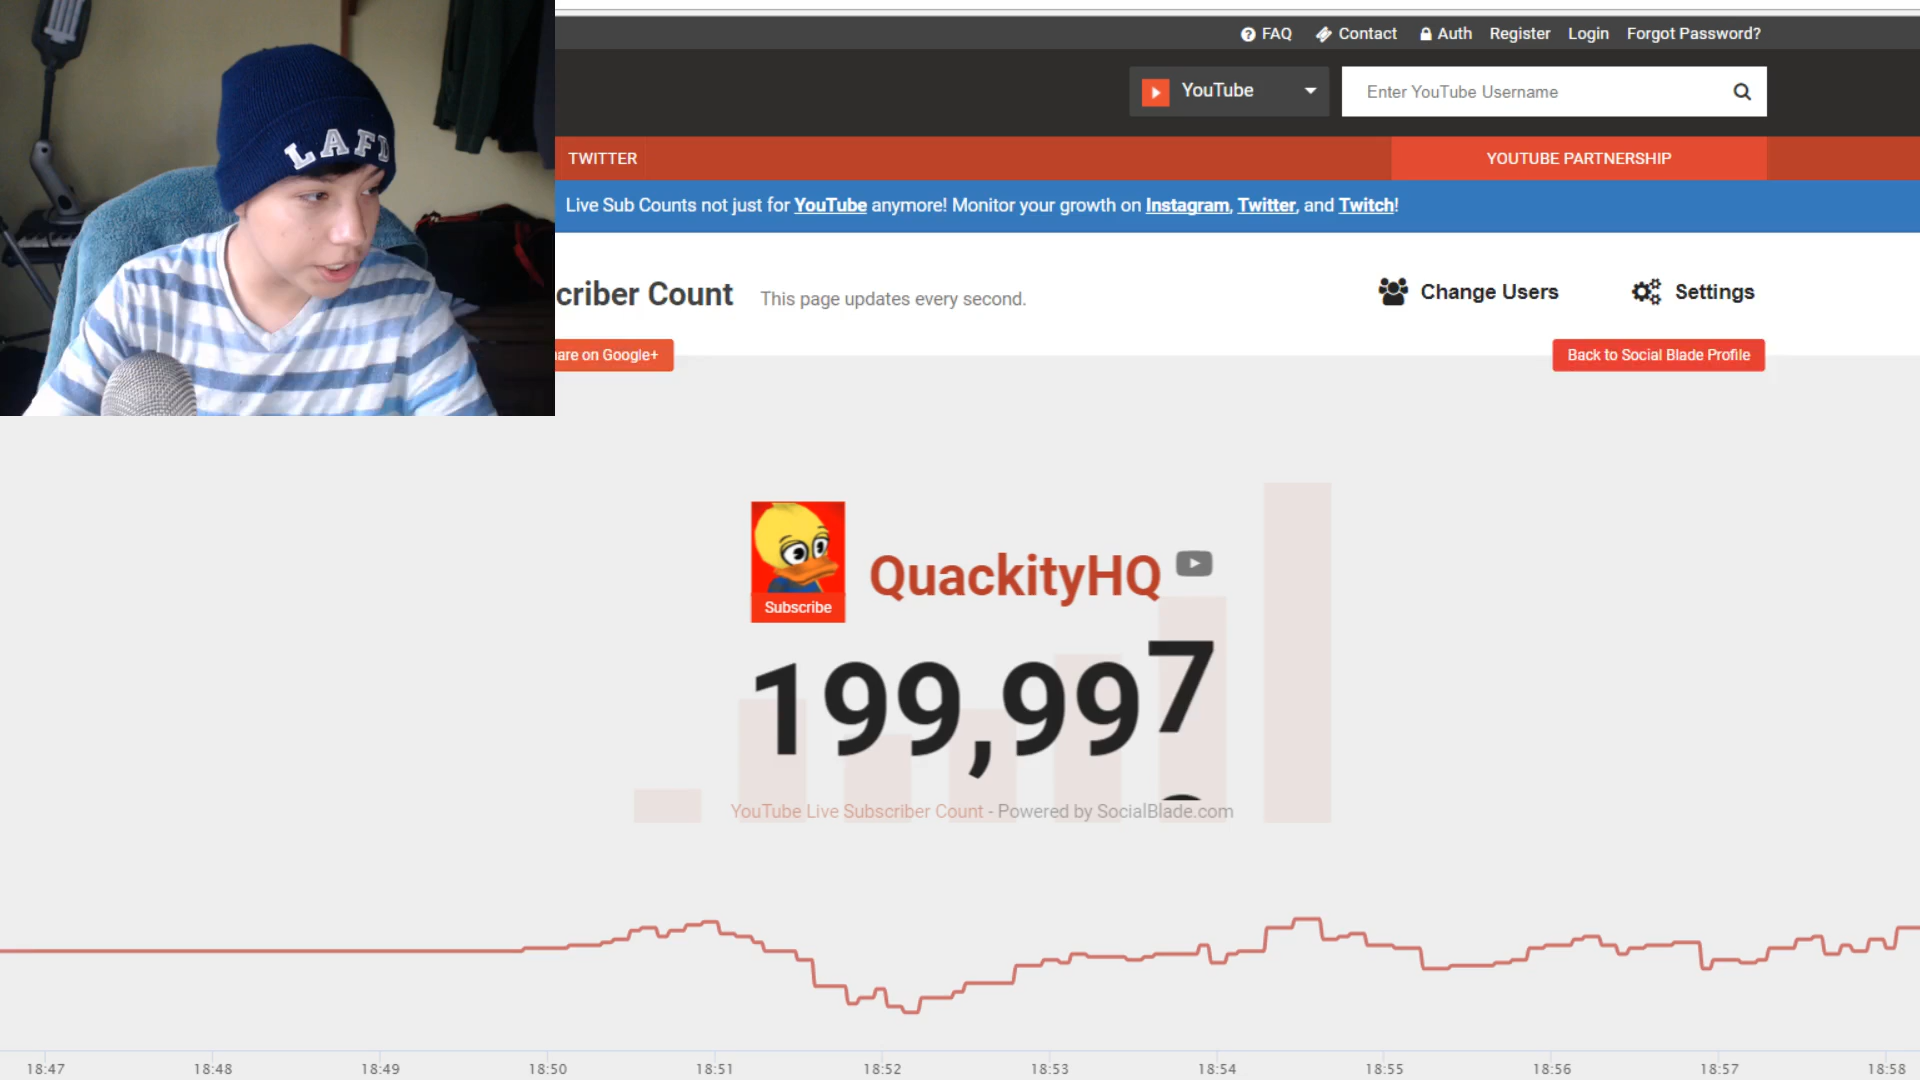 FAQ Contact Auth Register Login Forgot Password?
YouTube Enter YouTube Username
LAFD
TWITTER YOUTUBE PARTNERSHIP
Live Sub Counts not just for YouTube anymore! Monitor your growth on Instagram, Twitter, and Twitch!
criber Count This page updates every second. Change Users Settings
are on Google+ Back to Social Blade Profile
QuackityHQ
Subscribe
199,997
YouTube Live Subscriber Count - Powered by SocialBlade.com
18:47 18:48 18:49 18:50 18:51 18:52 18:53 18:54 18:55 18:56 18:57 18:58